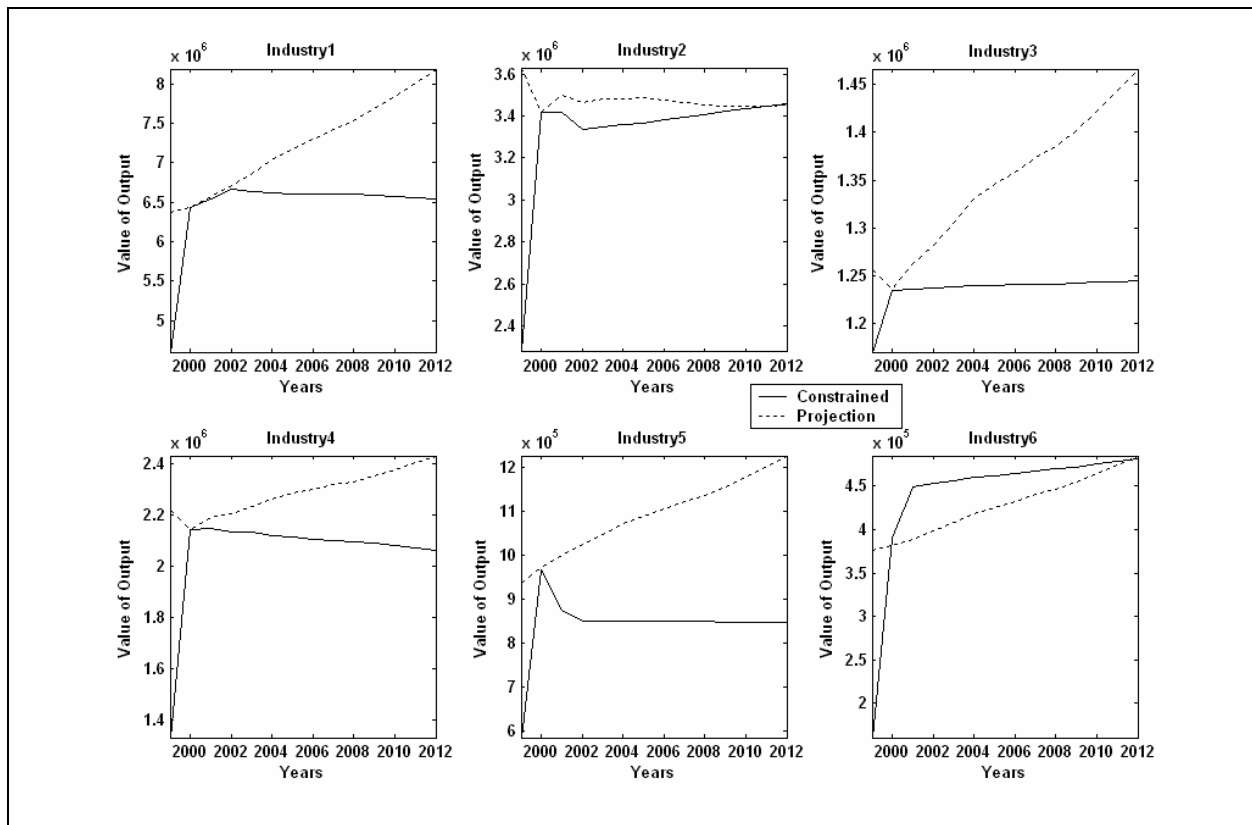 Industry1
x 10^6
Value of Output
8
7.5
7
6.5
6
5.5
5
2000 2002 2004 2006 2008 2010 2012
Years
Industry2
x 10^6
Value of Output
3.6
3.4
3.2
3
2.8
2.6
2.4
2000 2002 2004 2006 2008 2010 2012
Years
Industry3
x 10^6
Value of Output
1.45
1.4
1.35
1.3
1.25
1.2
2000 2002 2004 2006 2008 2010 2012
Years
Constrained
Projection
Industry4
x 10^6
Value of Output
2.4
2.2
2
1.8
1.6
1.4
2000 2002 2004 2006 2008 2010 2012
Years
Industry5
x 10^5
Value of Output
12
11
10
9
8
7
6
2000 2002 2004 2006 2008 2010 2012
Years
Industry6
x 10^5
Value of Output
4.5
4
3.5
3
2.5
2
2000 2002 2004 2006 2008 2010 2012
Years